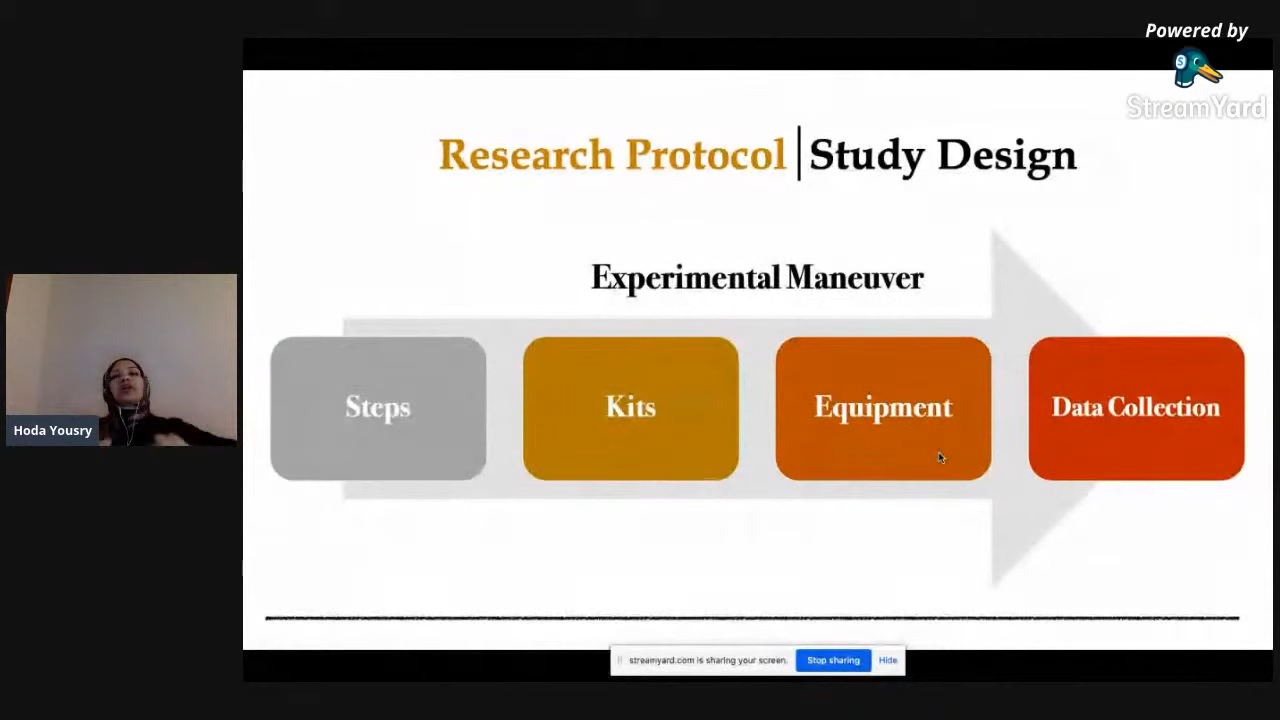 Powered by
StreamYard
Research Protocol | Study Design
Experimental Maneuver
Steps
Kits
Equipment
Data Collection
Hoda Yousry
streamyard.com is sharing your screen.
Stop sharing
Hide